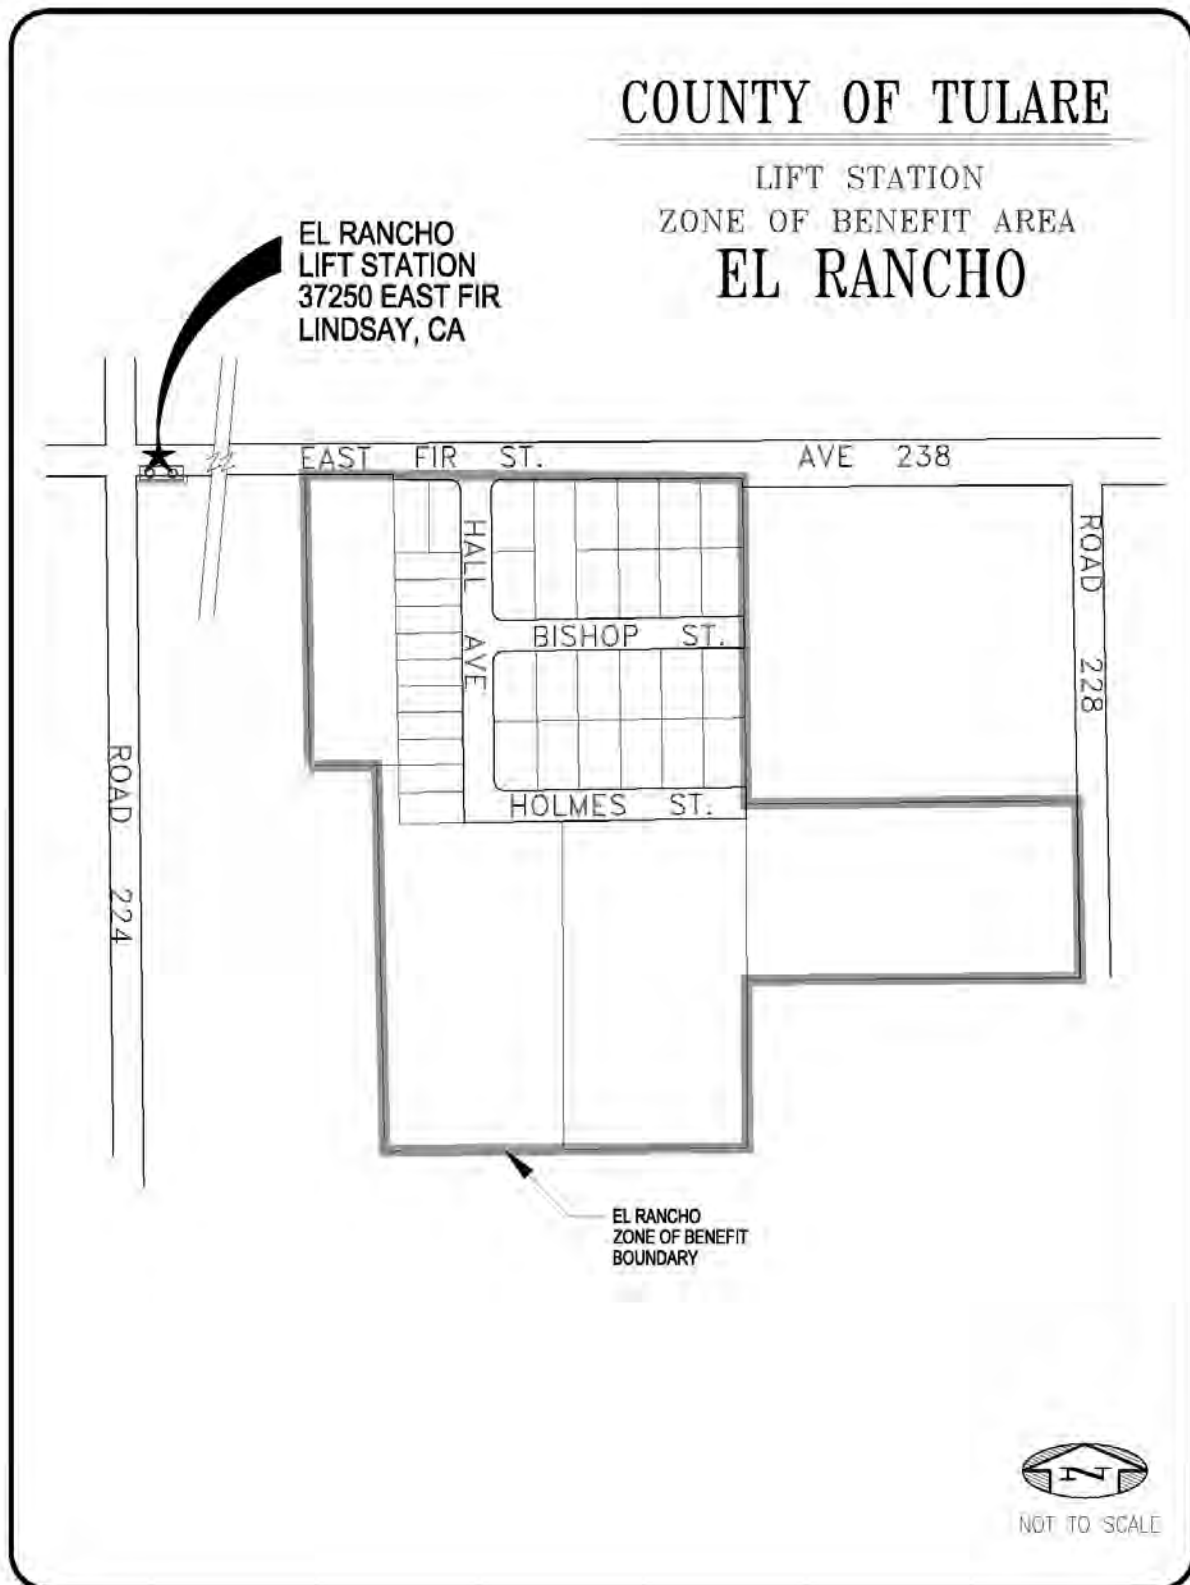 COUNTY OF TULARE
LIFT STATION
ZONE OF BENEFIT AREA
EL RANCHO
EL RANCHO
LIFT STATION
37250 EAST FIR
LINDSAY, CA
EAST FIR ST.
AVE 238
HALL AVE
BISHOP ST.
HOLMES ST.
ROAD 228
ROAD 224
EL RANCHO
ZONE OF BENEFIT
BOUNDARY
N
NOT TO SCALE